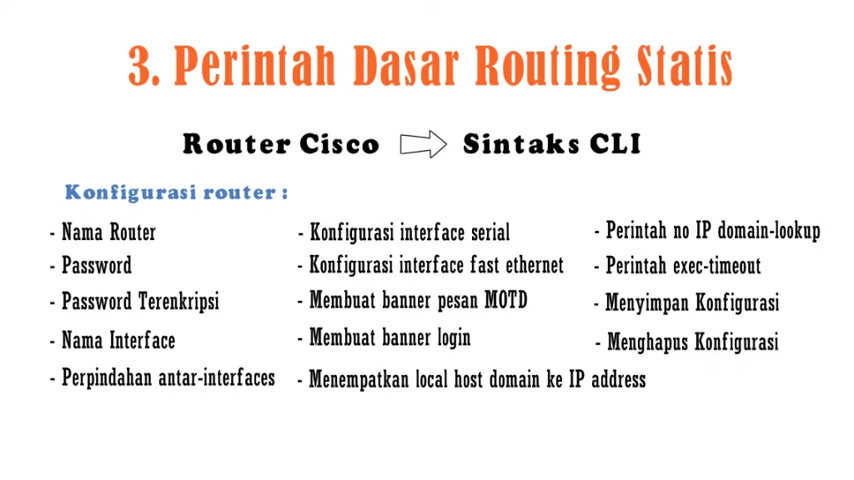 3. Perintah Dasar Routing Statis
Router Cisco Sintaks CLI
Konfigurasi router :
- Nama Router
- Password
- Password Terenkripsi
- Nama Interface
- Perpindahan antar-interfaces
- Konfigurasi interface serial
- Konfigurasi interface fast ethernet
- Membuat banner pesan MOTD
- Membuat banner login
- Menempatkan local host domain ke IP address
- Perintah no IP domain-lookup
- Perintah exec-timeout
- Menyimpan Konfigurasi
- Menghapus Konfigurasi